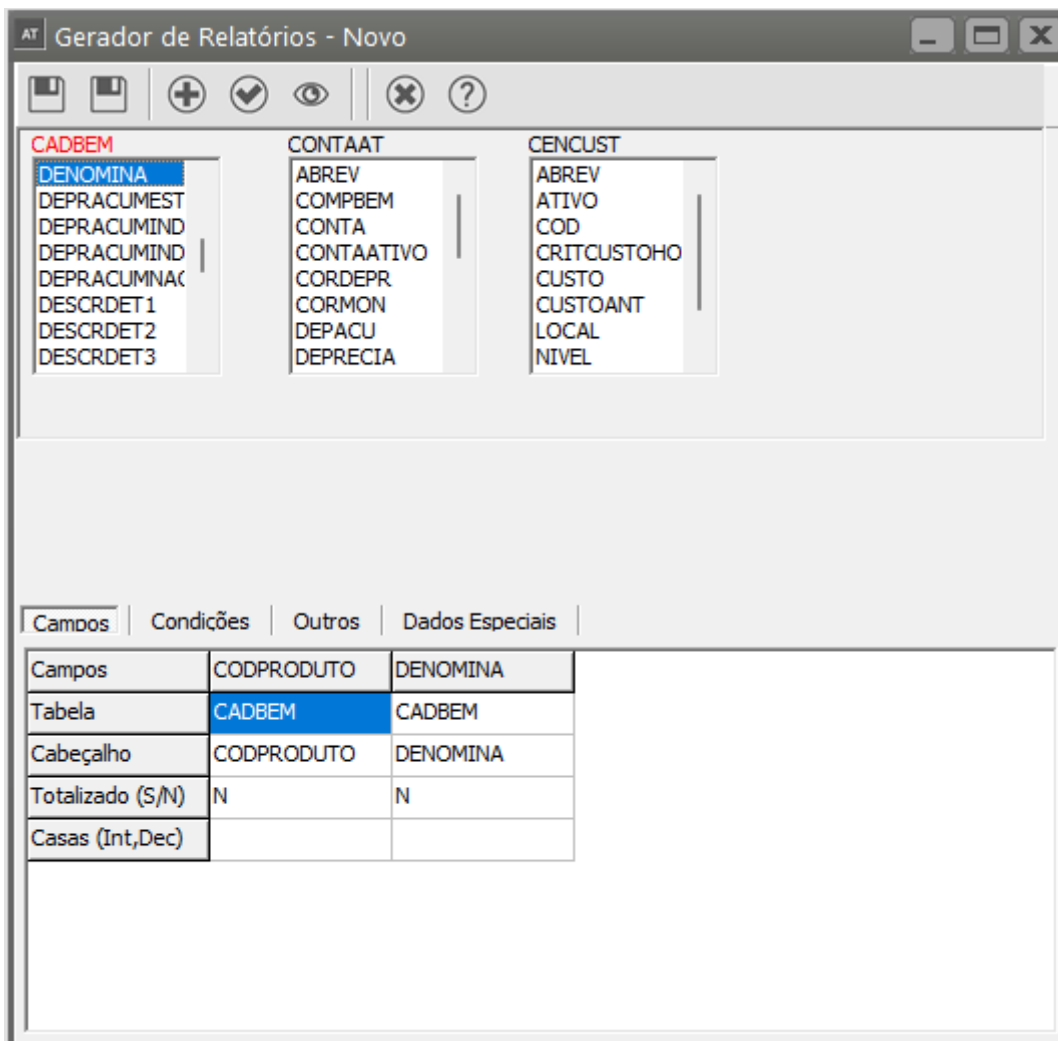 AT Gerador de Relatórios - Novo
CADBEM
DENOMINA
DEPRACUMEST
DEPRACUMIND
DEPRACUMIND
DEPRACUMNAC
DESCRDET1
DESCRDET2
DESCRDET3
CONTAAT
ABREV
COMPBEM
CONTA
CONTAATIVO
CORDEPR
CORMON
DEPACU
DEPRECIA
CENCUST
ABREV
ATIVO
COD
CRITCUSTOHO
CUSTO
CUSTOANT
LOCAL
NIVEL
Campos Condições Outros Dados Especiais
Campos CODPRODUTO DENOMINA
Tabela CADBEM CADBEM
Cabeçalho CODPRODUTO DENOMINA
Totalizado (S/N) N N
Casas (Int,Dec)